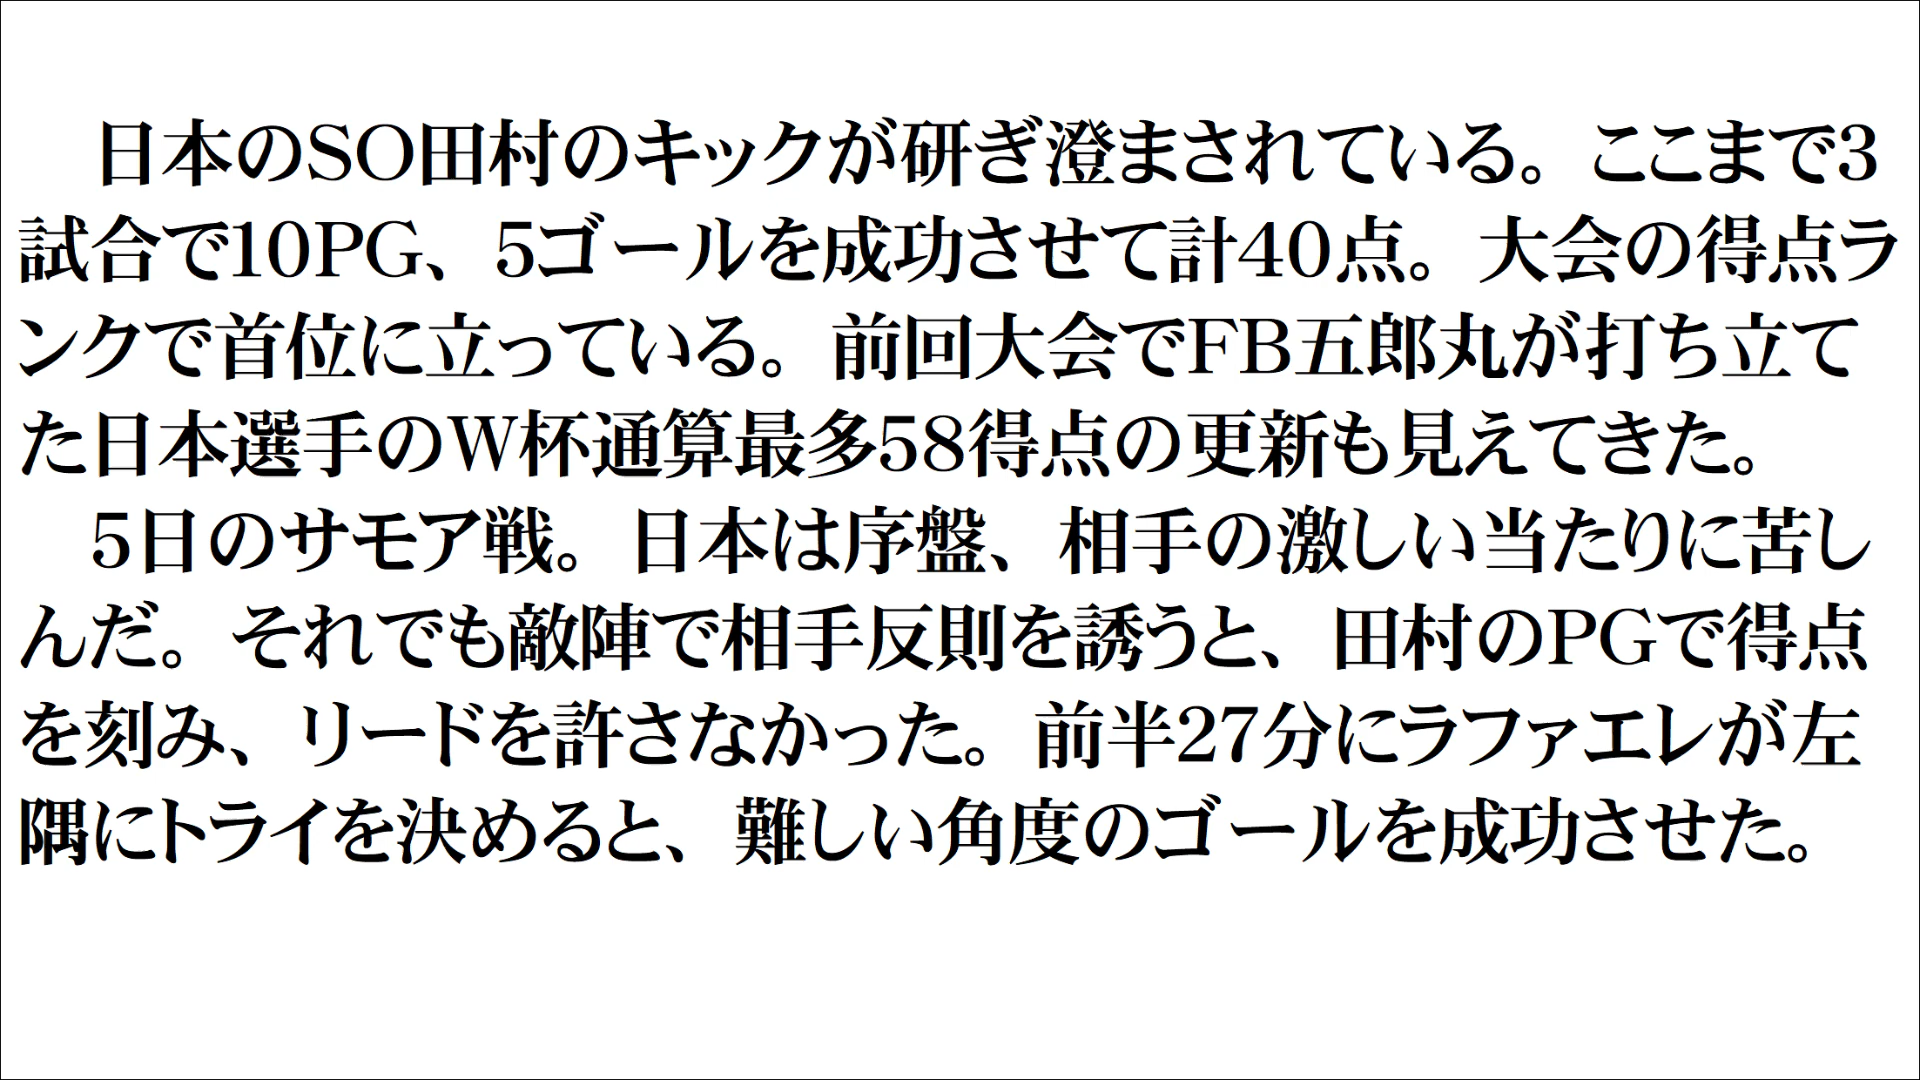 日本のSO田村のキックが研ぎ澄まされている。ここまで3
試合で10PG、5ゴールを成功させて計40点。大会の得点ラ
ンクで首位に立っている。前回大会でFB五郎丸が打ち立て
た日本選手のW杯通算最多58得点の更新も見えてきた。
　5日のサモア戦。日本は序盤、相手の激しい当たりに苦し
んだ。それでも敵陣で相手反則を誘うと、田村のPGで得点
を刻み、リードを許さなかった。前半27分にラファエレが左
隅にトライを決めると、難しい角度のゴールを成功させた。